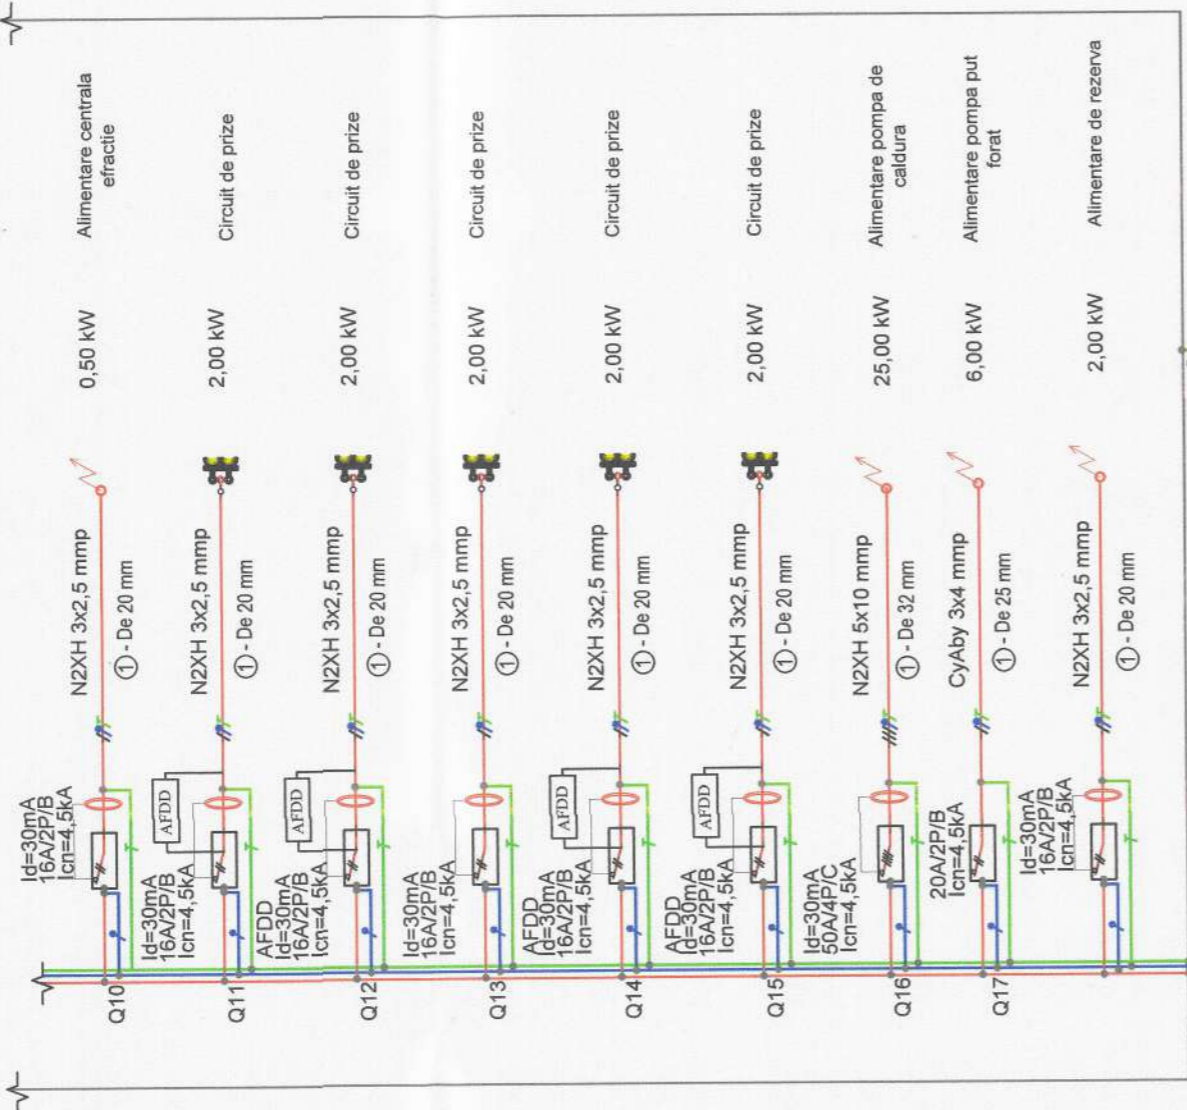 Alimentare centrala
efractie
0,50 kW
N2XH 3x2,5 mmp
1 - De 20 mm
Id=30mA
16A/2P/B
Icn=4,5kA
Q10
Circuit de prize
2,00 kW
N2XH 3x2,5 mmp
1 - De 20 mm
AFDD
Id=30mA
16A/2P/B
Icn=4,5kA
Q11
Circuit de prize
2,00 kW
N2XH 3x2,5 mmp
1 - De 20 mm
AFDD
AFDD
Id=30mA
16A/2P/B
Icn=4,5kA
Q12
Circuit de prize
2,00 kW
N2XH 3x2,5 mmp
1 - De 20 mm
Id=30mA
16A/2P/B
Icn=4,5kA
Q13
Circuit de prize
2,00 kW
N2XH 3x2,5 mmp
1 - De 20 mm
AFDD
AFDD
Id=30mA
16A/2P/B
Icn=4,5kA
Q14
Circuit de prize
2,00 kW
N2XH 3x2,5 mmp
1 - De 20 mm
AFDD
AFDD
Id=30mA
16A/2P/B
Icn=4,5kA
Q15
Alimentare pompa de
caldura
25,00 kW
N2XH 5x10 mmp
1 - De 32 mm
Id=30mA
50A/4P/C
Icn=4,5kA
Q16
Alimentare pompa put
forat
6,00 kW
CyAby 3x4 mmp
1 - De 25 mm
20A/2P/B
Icn=4,5kA
Q17
Alimentare de rezerva
2,00 kW
N2XH 3x2,5 mmp
1 - De 20 mm
Id=30mA
16A/2P/B
Icn=4,5kA